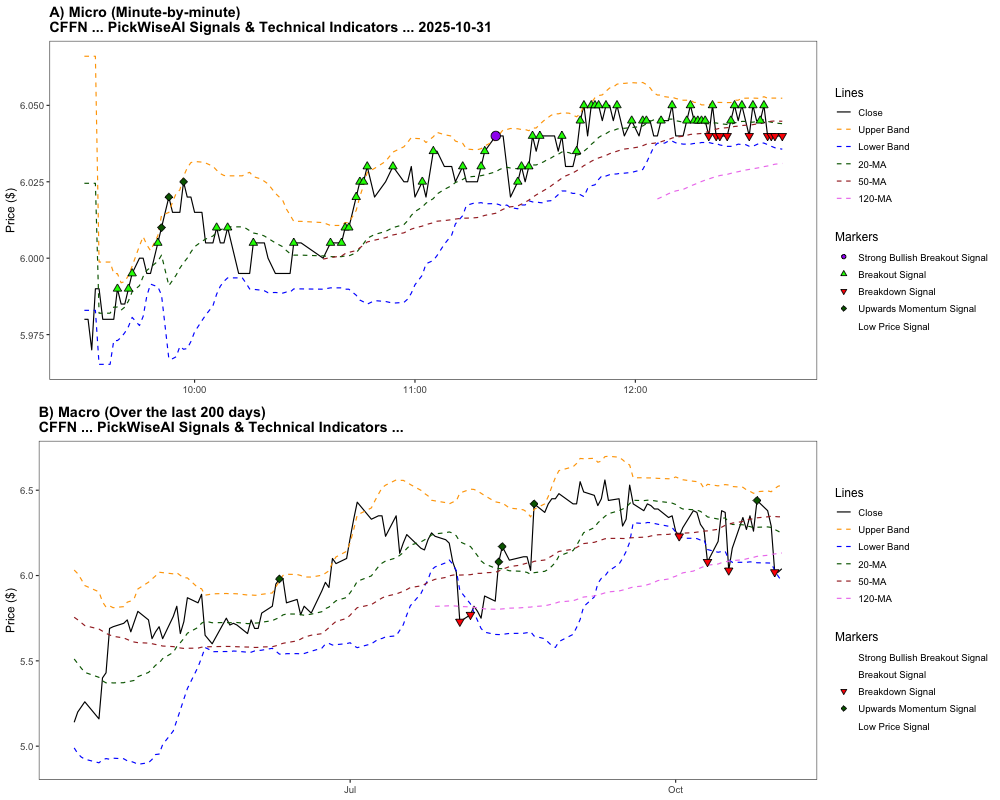 A) Micro (Minute-by-minute)
CFFN ... PickWiseAI Signals & Technical Indicators ... 2025-10-31
Price ($)
6.050
6.025
6.000
5.975
10:00
11:00
12:00
Lines
Close
Upper Band
Lower Band
20-MA
50-MA
120-MA
Markers
Strong Bullish Breakout Signal
Breakout Signal
Breakdown Signal
Upwards Momentum Signal
Low Price Signal
B) Macro (Over the last 200 days)
CFFN ... PickWiseAI Signals & Technical Indicators ...
Price ($)
6.5
6.0
5.5
5.0
Jul
Oct
Lines
Close
Upper Band
Lower Band
20-MA
50-MA
120-MA
Markers
Strong Bullish Breakout Signal
Breakout Signal
Breakdown Signal
Upwards Momentum Signal
Low Price Signal